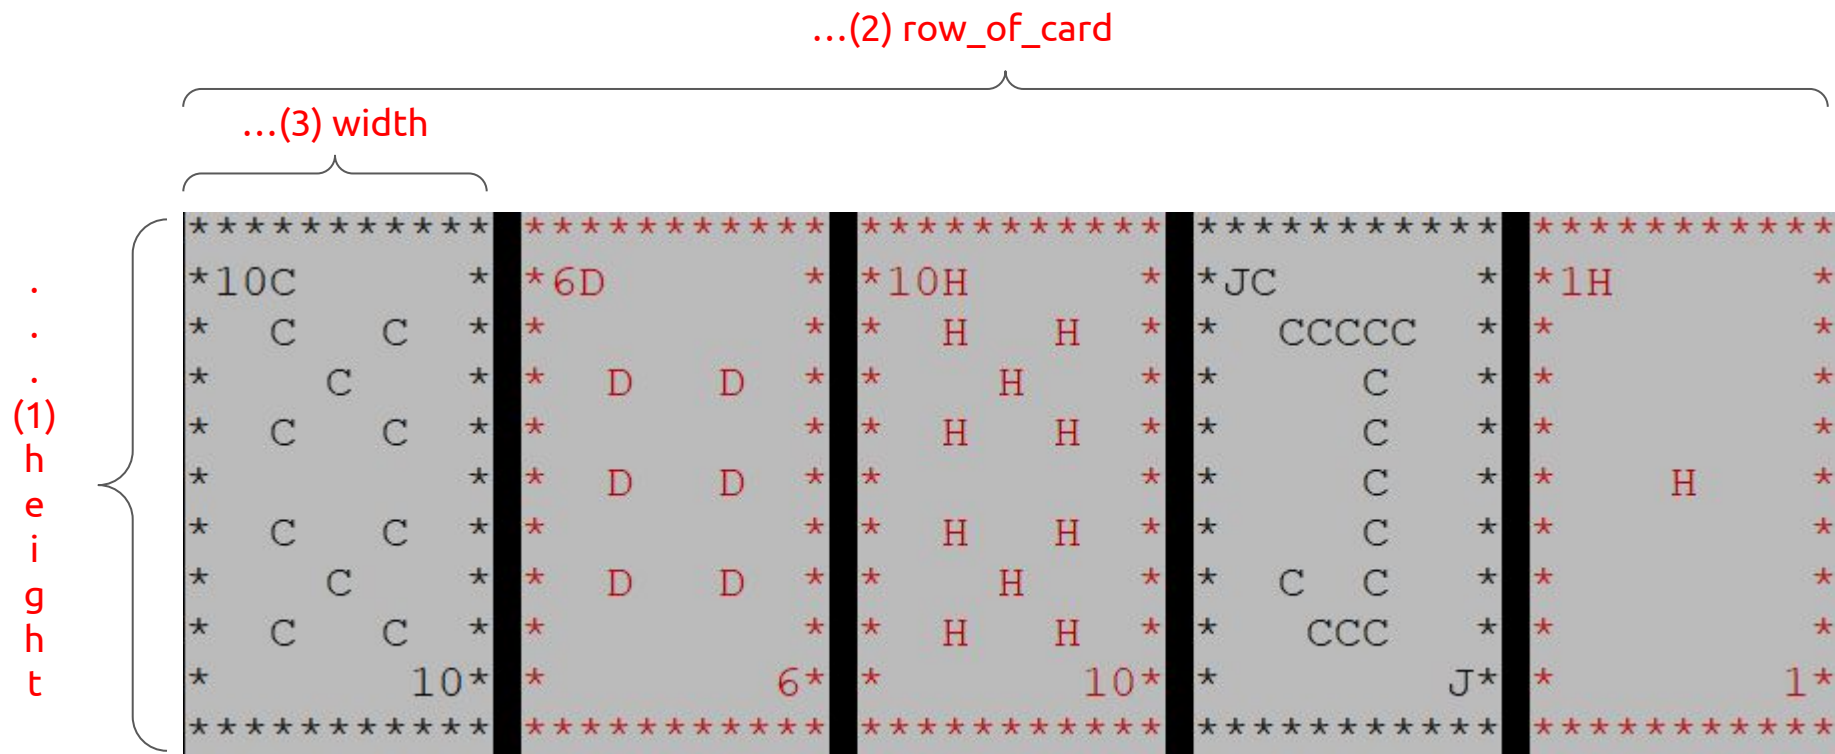 ...(2) row_of_card
...(3) width
.
.
.
(1)
h
e
i
g
h
t
*********** *********** *********** *********** ***********
*10C      * *6D       * *10H      * *JC       * *1H       *
*  C   C  * *         * *  H   H  * *  CCCCC  * *         *
*    C    * *  D   D  * *    H    * *     C   * *         *
*  C   C  * *         * *  H   H  * *     C   * *         *
*         * *  D   D  * *         * *     C   * *    H    *
*  C   C  * *         * *  H   H  * *     C   * *         *
*    C    * *  D   D  * *    H    * *  C  C   * *         *
*  C   C  * *         * *  H   H  * *   CCC   * *         *
*       10* *        6* *       10* *        J* *        1*
*********** *********** *********** *********** ***********